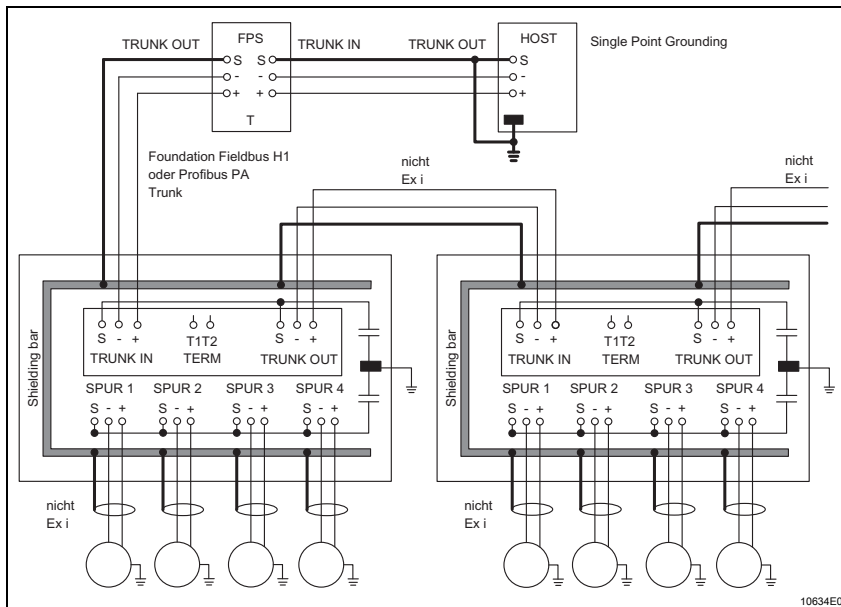 FPS
HOST
TRUNK OUT
TRUNK IN
TRUNK OUT
Single Point Grounding
S S S
- - -
+ + +
T
Foundation Fieldbus H1
oder Profibus PA
Trunk
nicht
Ex i
nicht
Ex i
Shielding bar
S - +
T1T2
S - +
TRUNK IN
TERM
TRUNK OUT
SPUR 1 SPUR 2 SPUR 3 SPUR 4
S - + S - + S - + S - +
nicht
Ex i
Shielding bar
S - +
T1T2
S - +
TRUNK IN
TERM
TRUNK OUT
SPUR 1 SPUR 2 SPUR 3 SPUR 4
S - + S - + S - + S - +
nicht
Ex i
10634E0